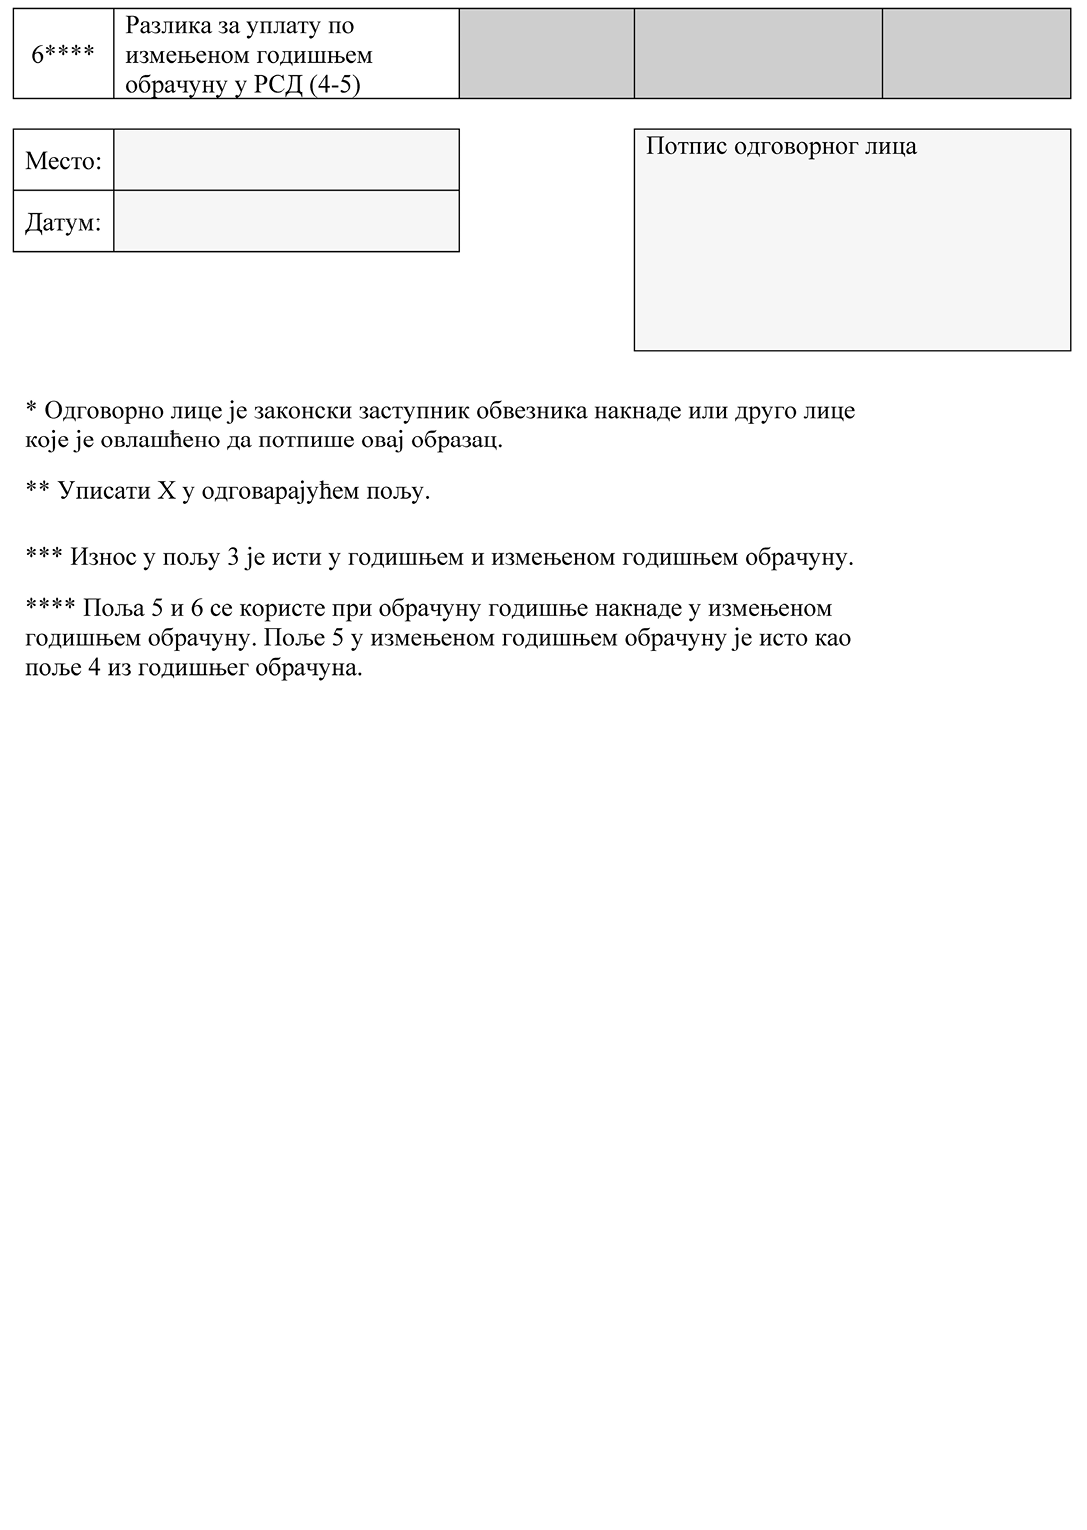 6****
Разлика за уплату по
измењеном годишњем
обрачуну у РСД (4-5)
Место:
Датум:
Потпис одговорног лица
* Одговорно лице је законски заступник обвезника накнаде или друго лице
које је овлашћено да потпише овај образац.
** Уписати X у одговарајућем пољу.
*** Износ у пољу 3 је исти у годишњем и измењеном годишњем обрачуну.
**** Поља 5 и 6 се користе при обрачуну годишње накнаде у измењеном
годишњем обрачуну. Поље 5 у измењеном годишњем обрачуну је исто као
поље 4 из годишњег обрачуна.